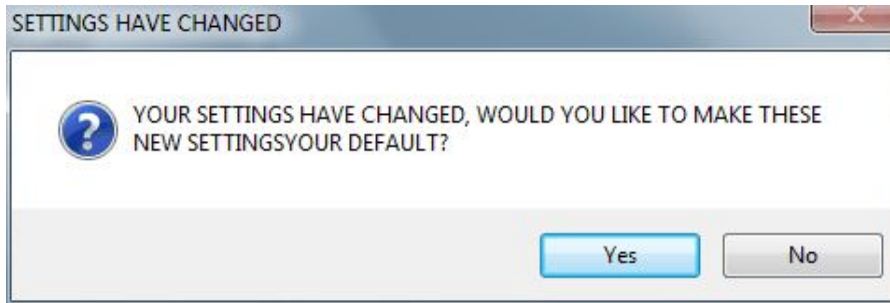 SETTINGS HAVE CHANGED
YOUR SETTINGS HAVE CHANGED, WOULD YOU LIKE TO MAKE THESE
NEW SETTINGSYOUR DEFAULT?
Yes
No